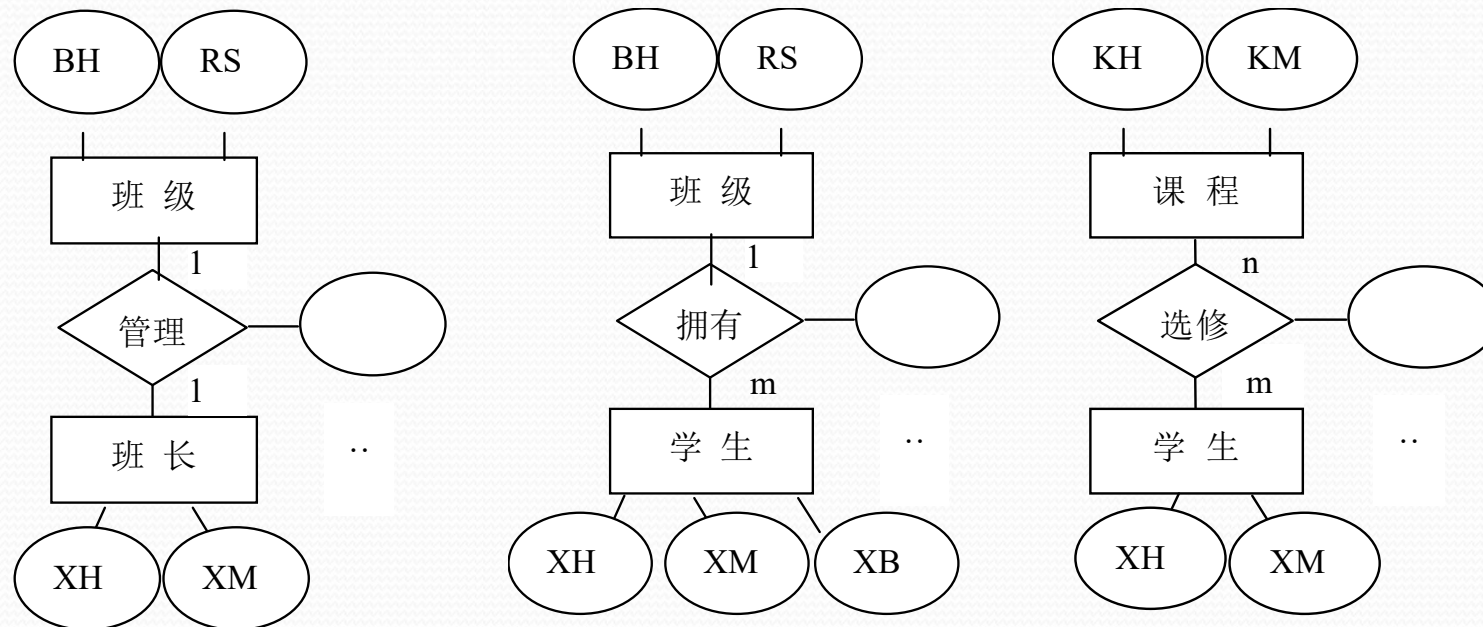 BH RS
班 级
1
管理
1
班 长
··
XH XM
BH RS
班 级
1
拥有
m
学 生
··
XH XM XB
KH KM
课 程
n
选修
m
学 生
··
XH XM